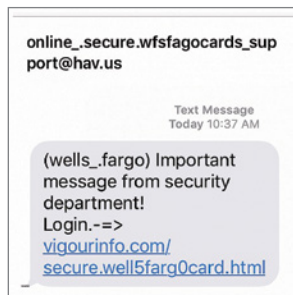 online_.secure.wfsfagocards_sup
port@hav.us
Text Message
Today 10:37 AM
(wells_.fargo) Important
message from security
department!
Login.-=>
vigourinfo.com/
secure.well5farg0card.html